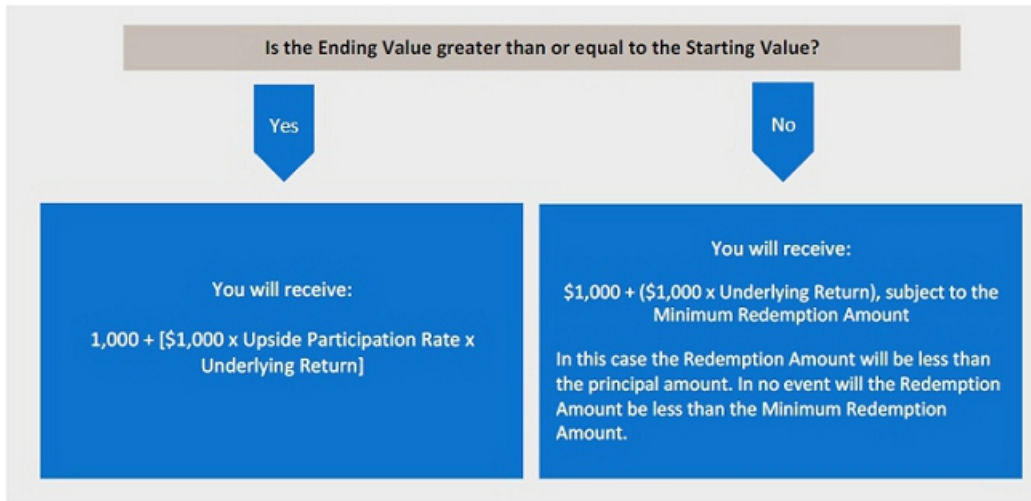 Is the Ending Value greater than or equal to the Starting Value?
Yes
No
You will receive:
1,000 + [$1,000 x Upside Participation Rate x
Underlying Return]
You will receive:
$1,000 + ($1,000 x Underlying Return), subject to the
Minimum Redemption Amount
In this case the Redemption Amount will be less than
the principal amount. In no event will the Redemption
Amount be less than the Minimum Redemption
Amount.